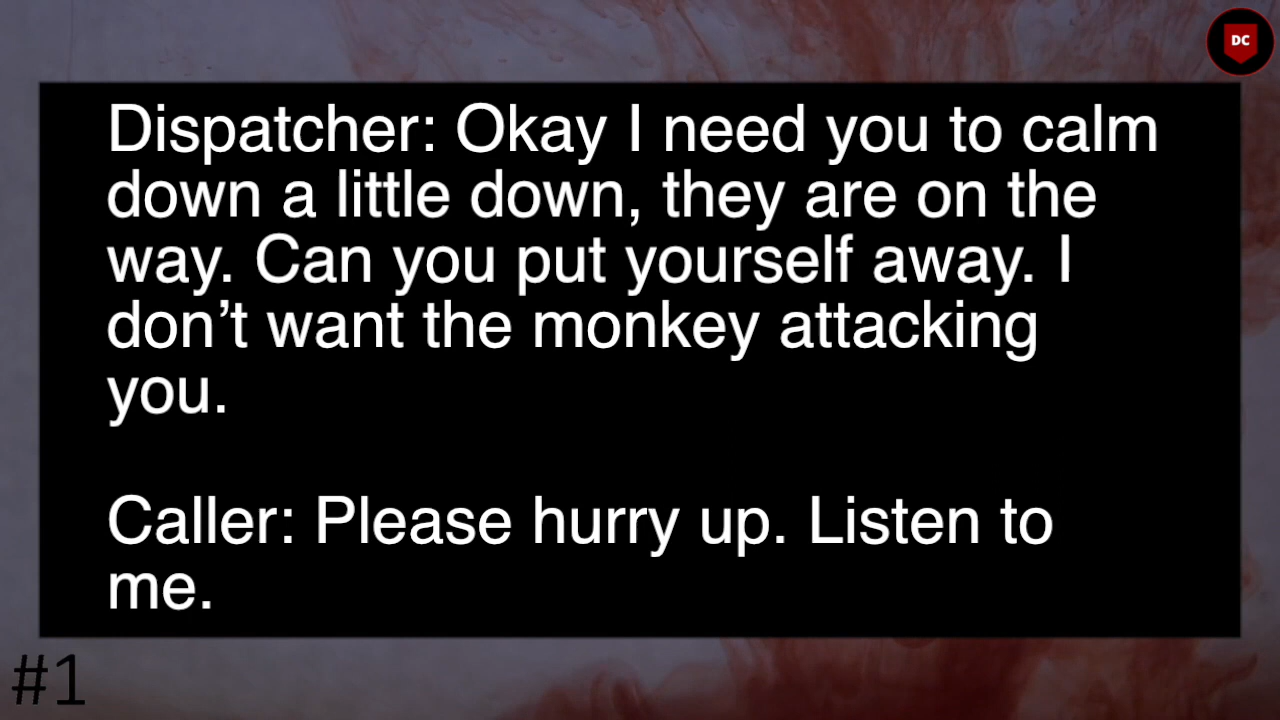 DC
Dispatcher: Okay I need you to calm
down a little down, they are on the
way. Can you put yourself away. I
don’t want the monkey attacking
you.
Caller: Please hurry up. Listen to
me.
#1